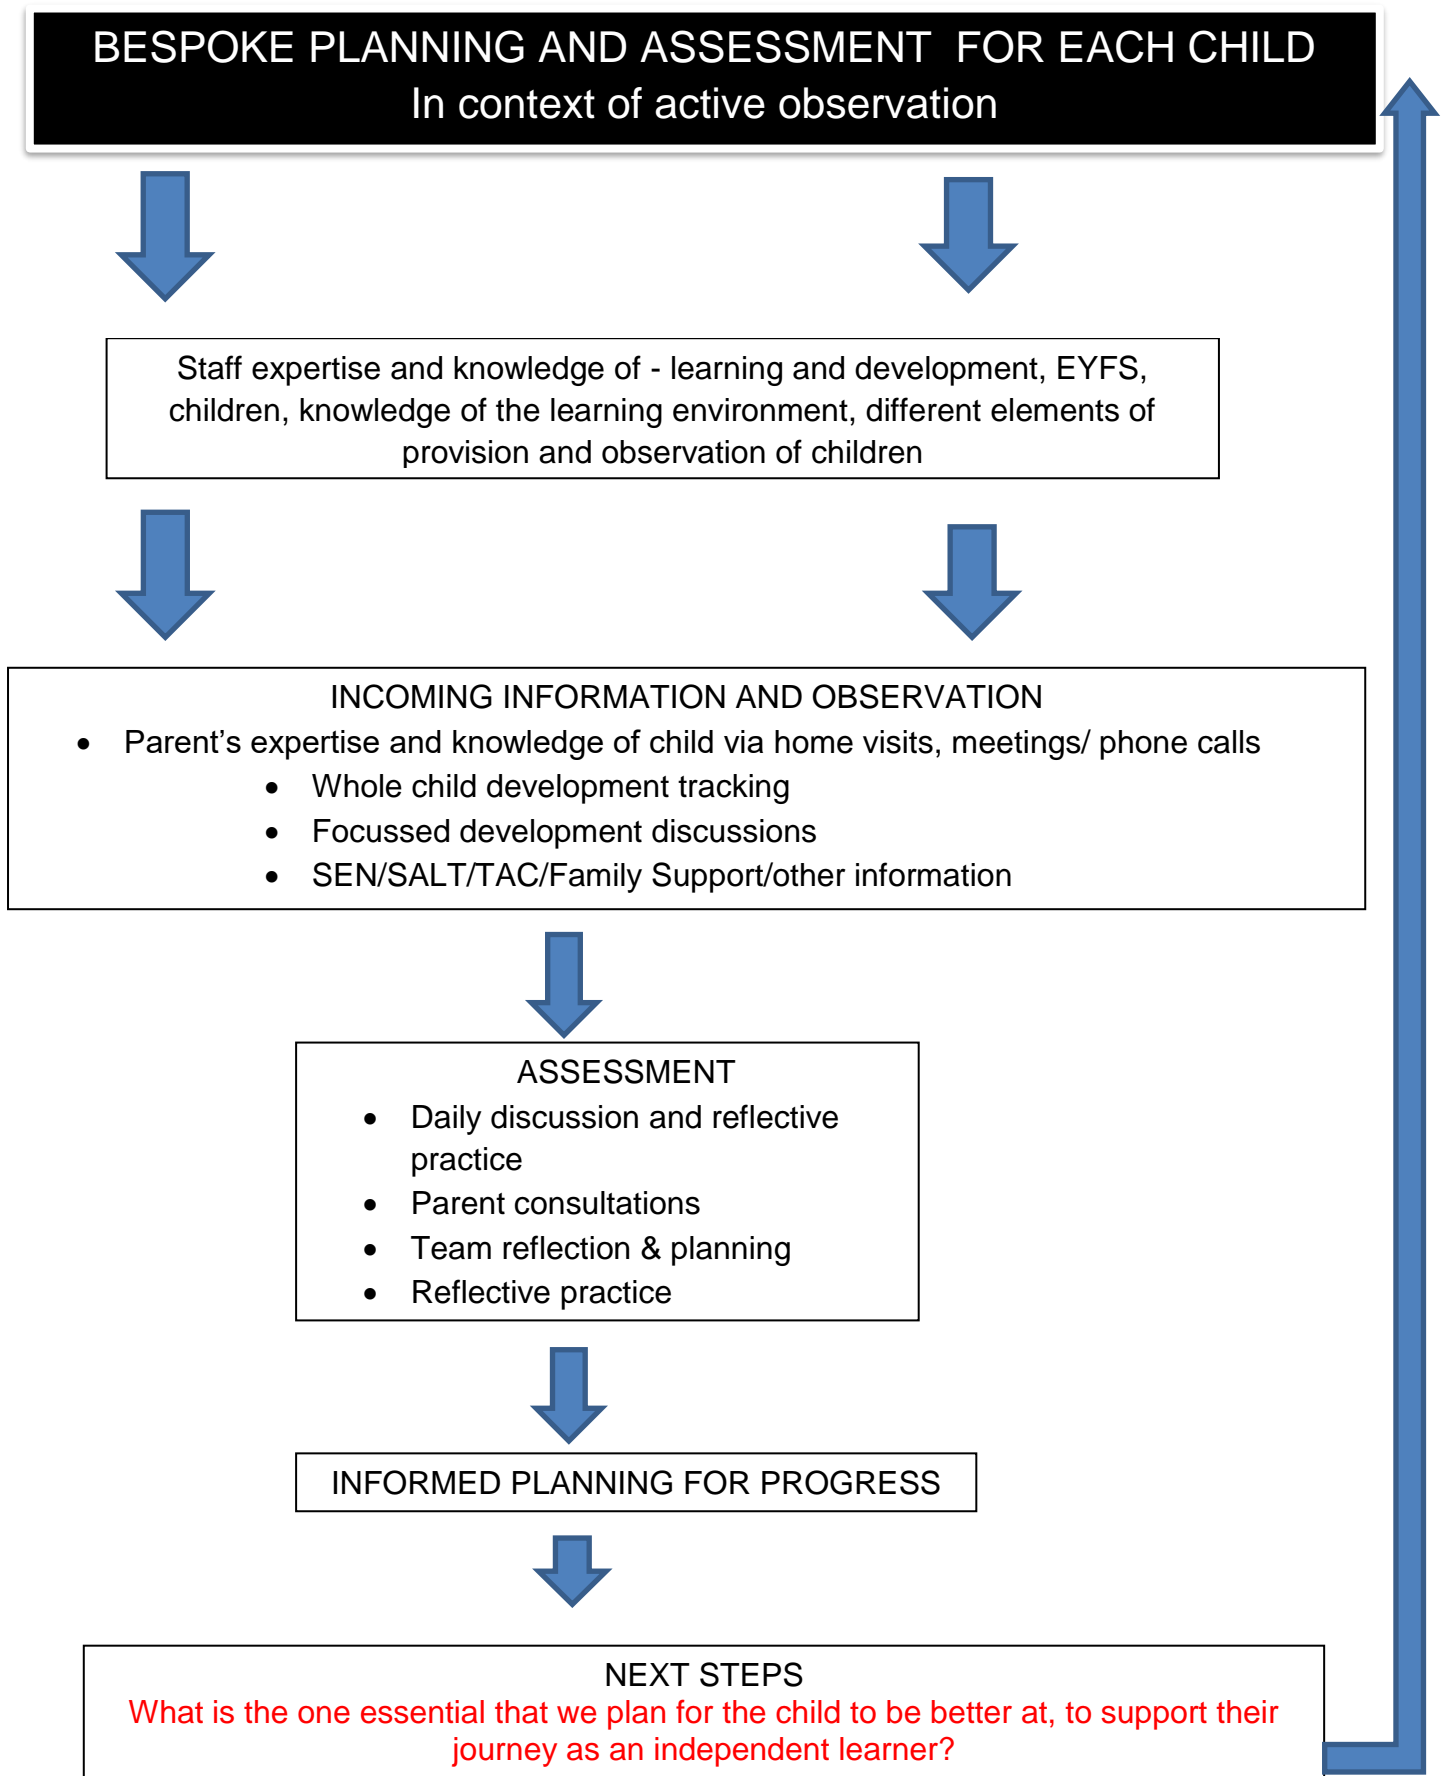 BESPOKE PLANNING AND ASSESSMENT  FOR EACH CHILD
In context of active observation
Staff expertise and knowledge of - learning and development, EYFS,
children, knowledge of the learning environment, different elements of
provision and observation of children
INCOMING INFORMATION AND OBSERVATION
• Parent's expertise and knowledge of child via home visits, meetings/ phone calls
• Whole child development tracking
• Focussed development discussions
• SEN/SALT/TAC/Family Support/other information
ASSESSMENT
• Daily discussion and reflective
practice
• Parent consultations
• Team reflection & planning
• Reflective practice
INFORMED PLANNING FOR PROGRESS
NEXT STEPS
What is the one essential that we plan for the child to be better at, to support their
journey as an independent learner?